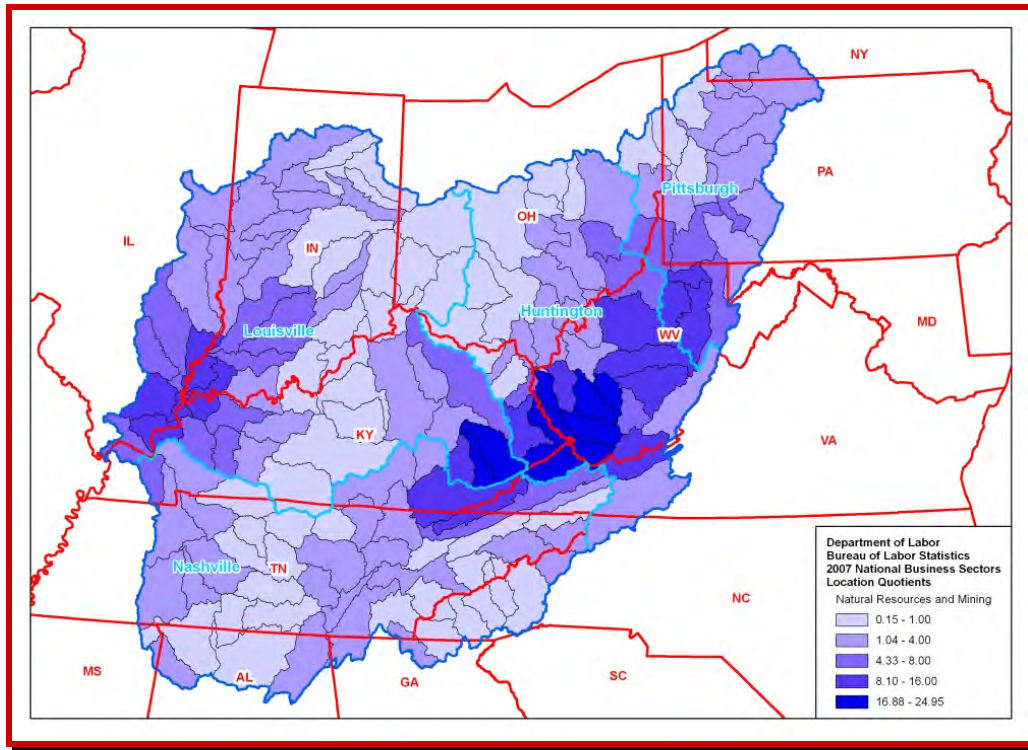 NY
PA
Pittsburgh
OH
IL
IN
MD
Huntington
Louisville
WV
KY
VA
Nashville
TN
NC
MS
AL
GA
SC
Department of Labor
Bureau of Labor Statistics
2007 National Business Sectors
Location Quotients
Natural Resources and Mining
0.15 - 1.00
1.04 - 4.00
4.33 - 8.00
8.10 - 16.00
16.88 - 24.95